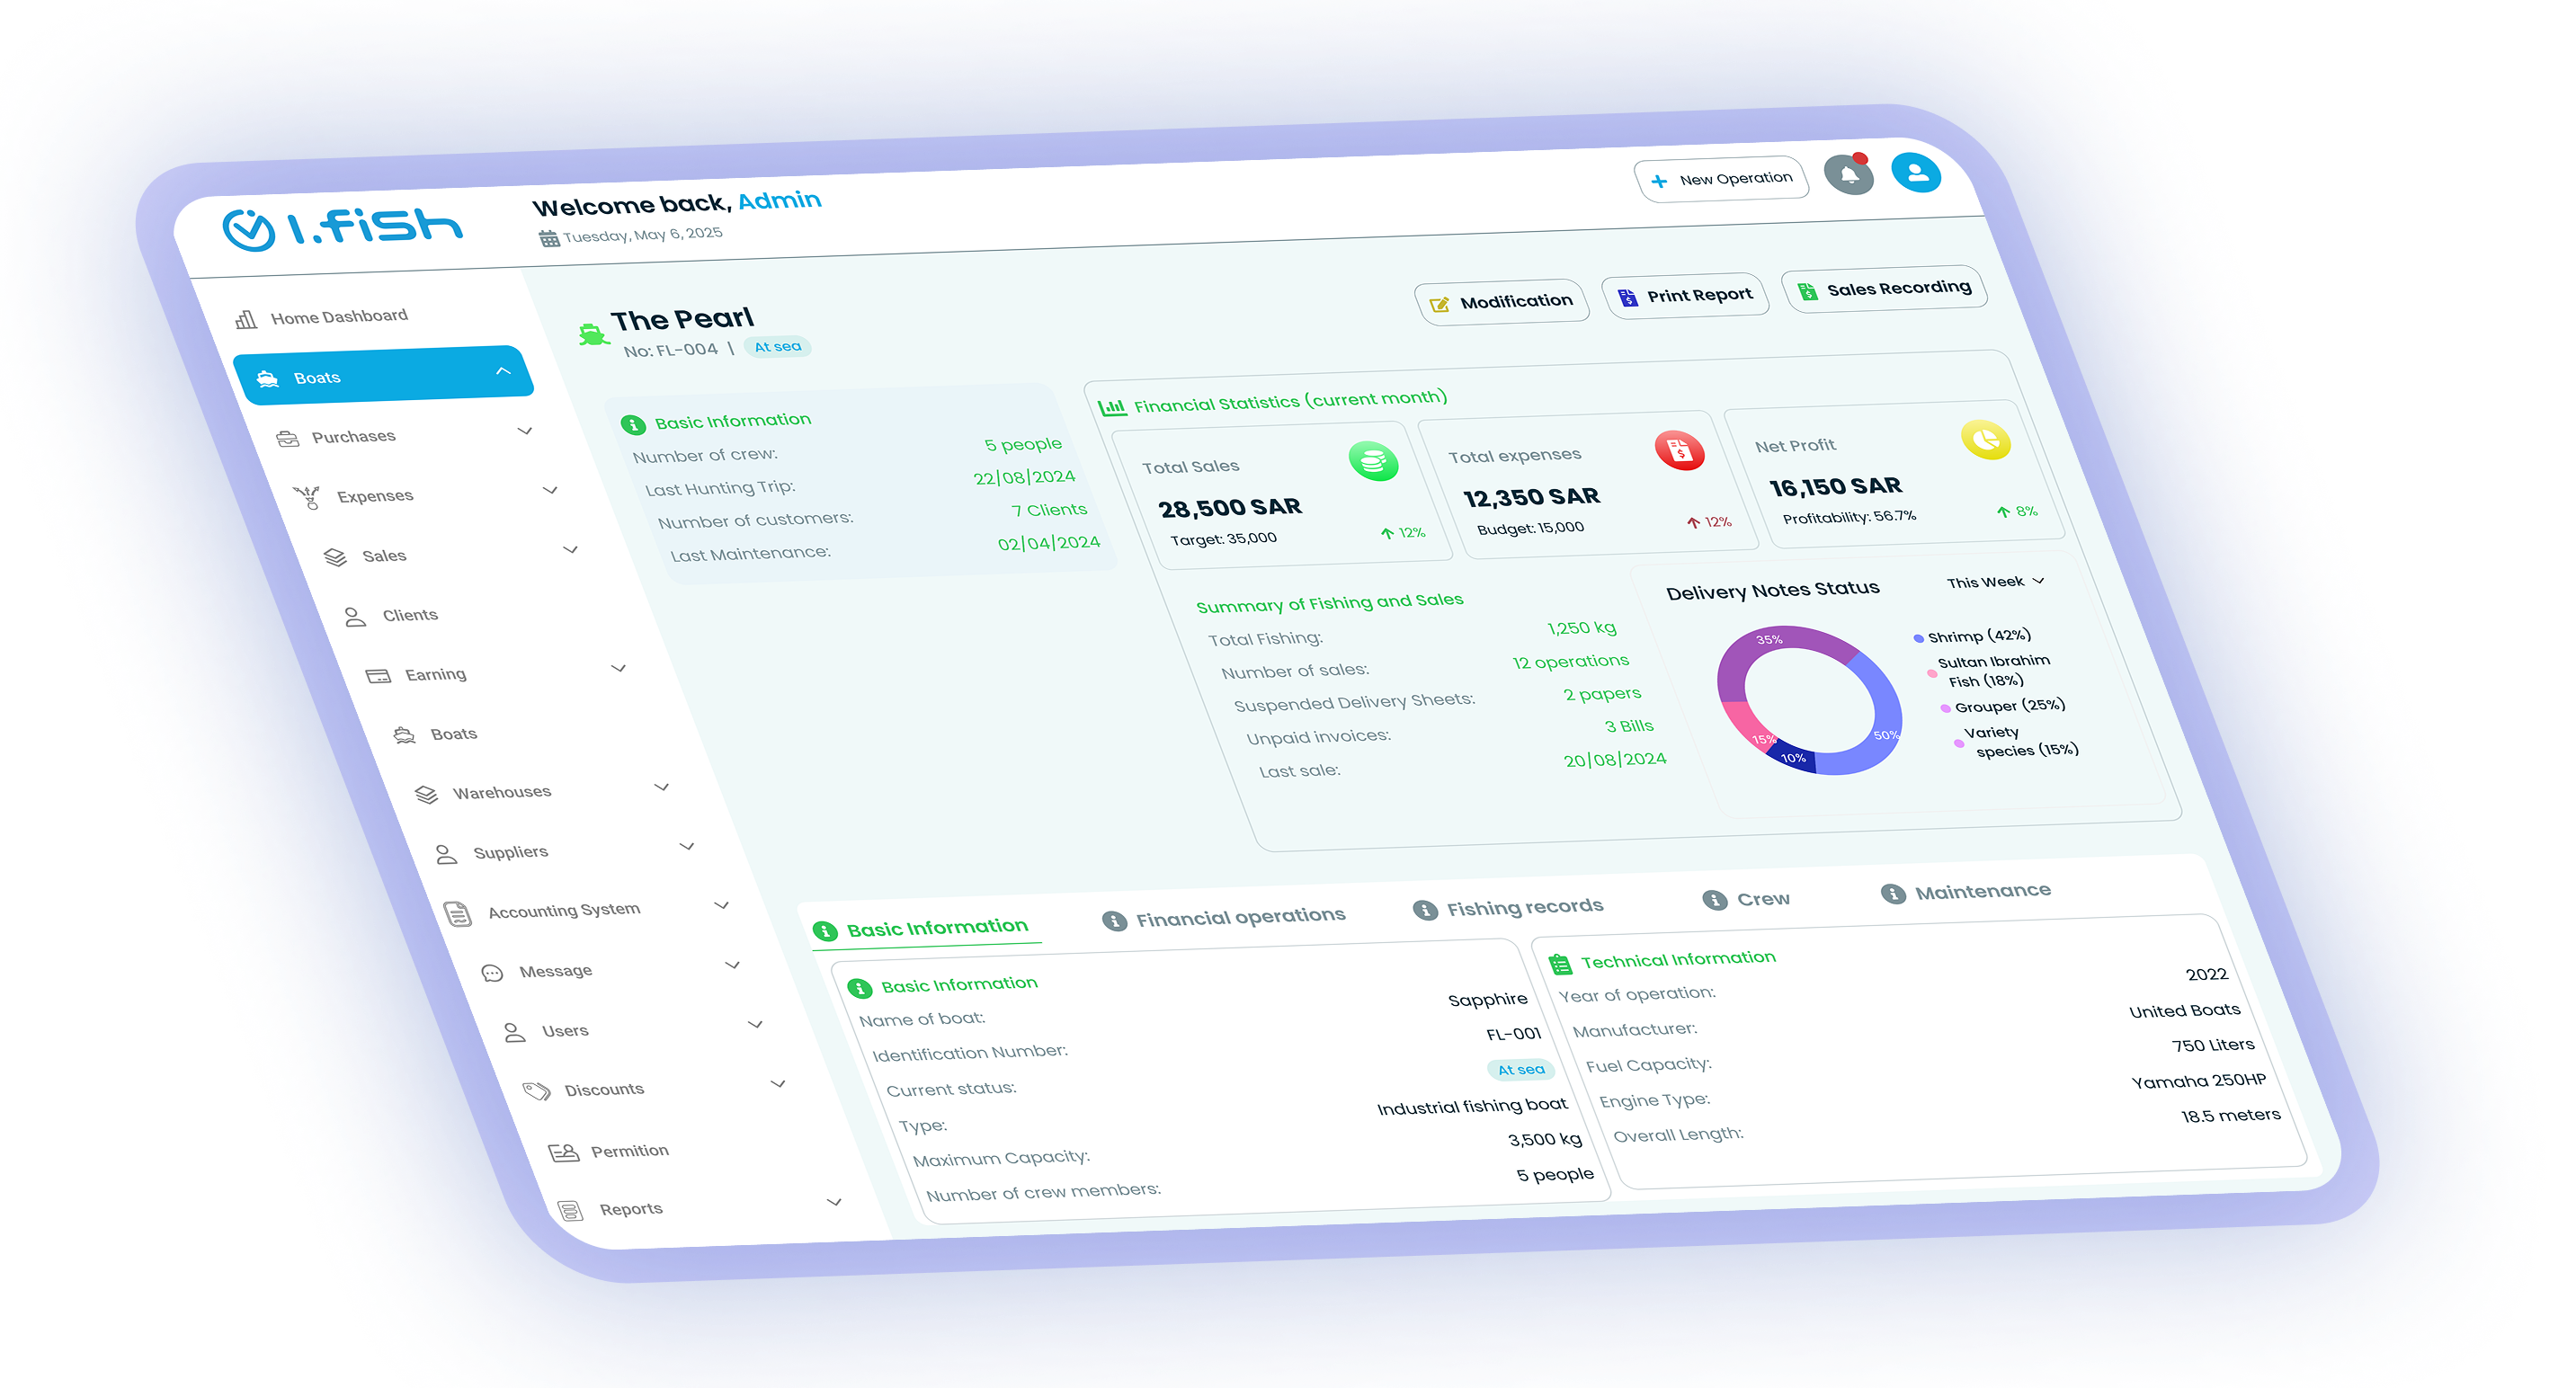 I.fish
Welcome back, Admin
Tuesday, May 6, 2025
New Operation
Home Dashboard
Boats
Purchases
Expenses
Sales
Clients
Earning
Boats
Warehouses
Suppliers
Accounting System
Message
Users
Discounts
Permition
Reports
The Pearl
No: FL-004 | At sea
Modification
Print Report
Sales Recording
Basic Information
Number of crew: 5 people
Last Hunting Trip: 22/08/2024
Number of customers: 7 Clients
Last Maintenance: 02/04/2024
Financial Statistics (current month)
Total Sales
28,500 SAR
Target: 35,000 12%
Total expenses
12,350 SAR
Budget: 15,000 12%
Net Profit
16,150 SAR
Profitability: 56.7% 8%
Summary of Fishing and Sales
Total Fishing: 1,250 kg
Number of sales: 12 operations
Suspended Delivery Sheets: 2 papers
Unpaid invoices: 3 Bills
Last sale: 20/08/2024
Delivery Notes Status
This Week
35%
50%
15%
10%
Shrimp (42%)
Sultan Ibrahim
Fish (18%)
Grouper (25%)
Variety
species (15%)
Basic Information
Financial operations
Fishing records
Crew
Maintenance
Basic Information
Name of boat: Sapphire
Identification Number: FL-001
Current status: At sea
Type: Industrial fishing boat
Maximum Capacity: 3,500 kg
Number of crew members: 5 people
Technical Information
Year of operation: 2022
Manufacturer: United Boats
Fuel Capacity: 750 Liters
Engine Type: Yamaha 250HP
Overall Length: 18.5 meters